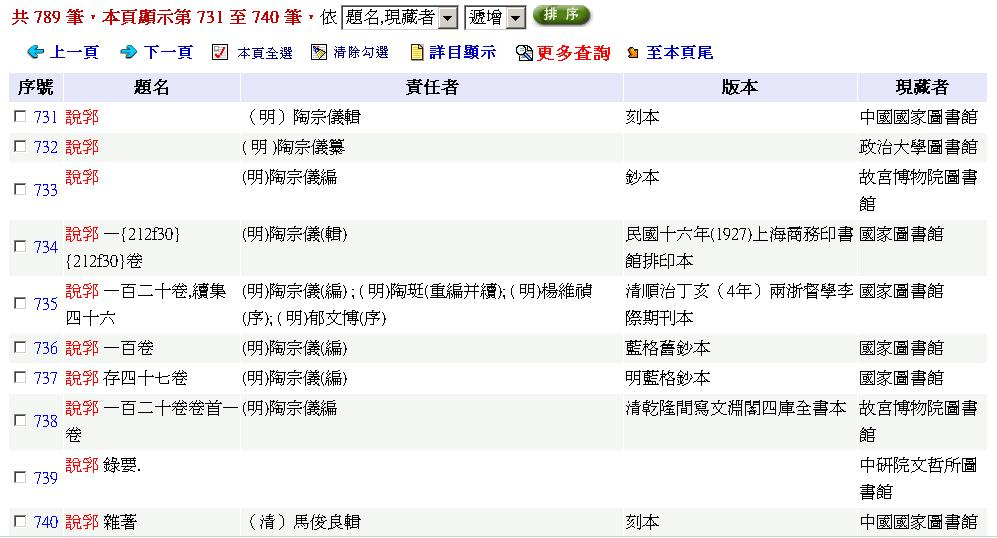 共 789 筆，本頁顯示第 731 至 740 筆，依 題名,現藏者 遞增 排 序
上一頁 下一頁 本頁全選 清除勾選 詳目顯示 更多查詢 至本頁尾
序號 題名 責任者 版本 現藏者
731 說郛 （明）陶宗儀輯 刻本 中國國家圖書館
732 說郛 ( 明 )陶宗儀纂 政治大學圖書館
733 說郛 (明)陶宗儀編 鈔本 故宮博物院圖書
館
734 說郛 一{212f30} (明)陶宗儀(輯) 民國十六年(1927)上海商務印書 國家圖書館
{212f30}卷 館排印本
735 說郛 一百二十卷,續集 (明)陶宗儀(編) ; ( 明)陶珽(重編并續); ( 明)楊維禎 清順治丁亥（4年）兩浙督學李 國家圖書館
四十六 (序); ( 明)郁文博(序) 際期刊本
736 說郛 一百卷 (明)陶宗儀(編) 藍格舊鈔本 國家圖書館
737 說郛 存四十七卷 (明)陶宗儀(編) 明藍格鈔本 國家圖書館
738 說郛 一百二十卷卷首一 (明)陶宗儀編 清乾隆間寫文淵閣四庫全書本 故宮博物院圖書
卷 館
739 說郛 錄要. 中研院文哲所圖
書館
740 說郛 雜著 （清）馬俊良輯 刻本 中國國家圖書館